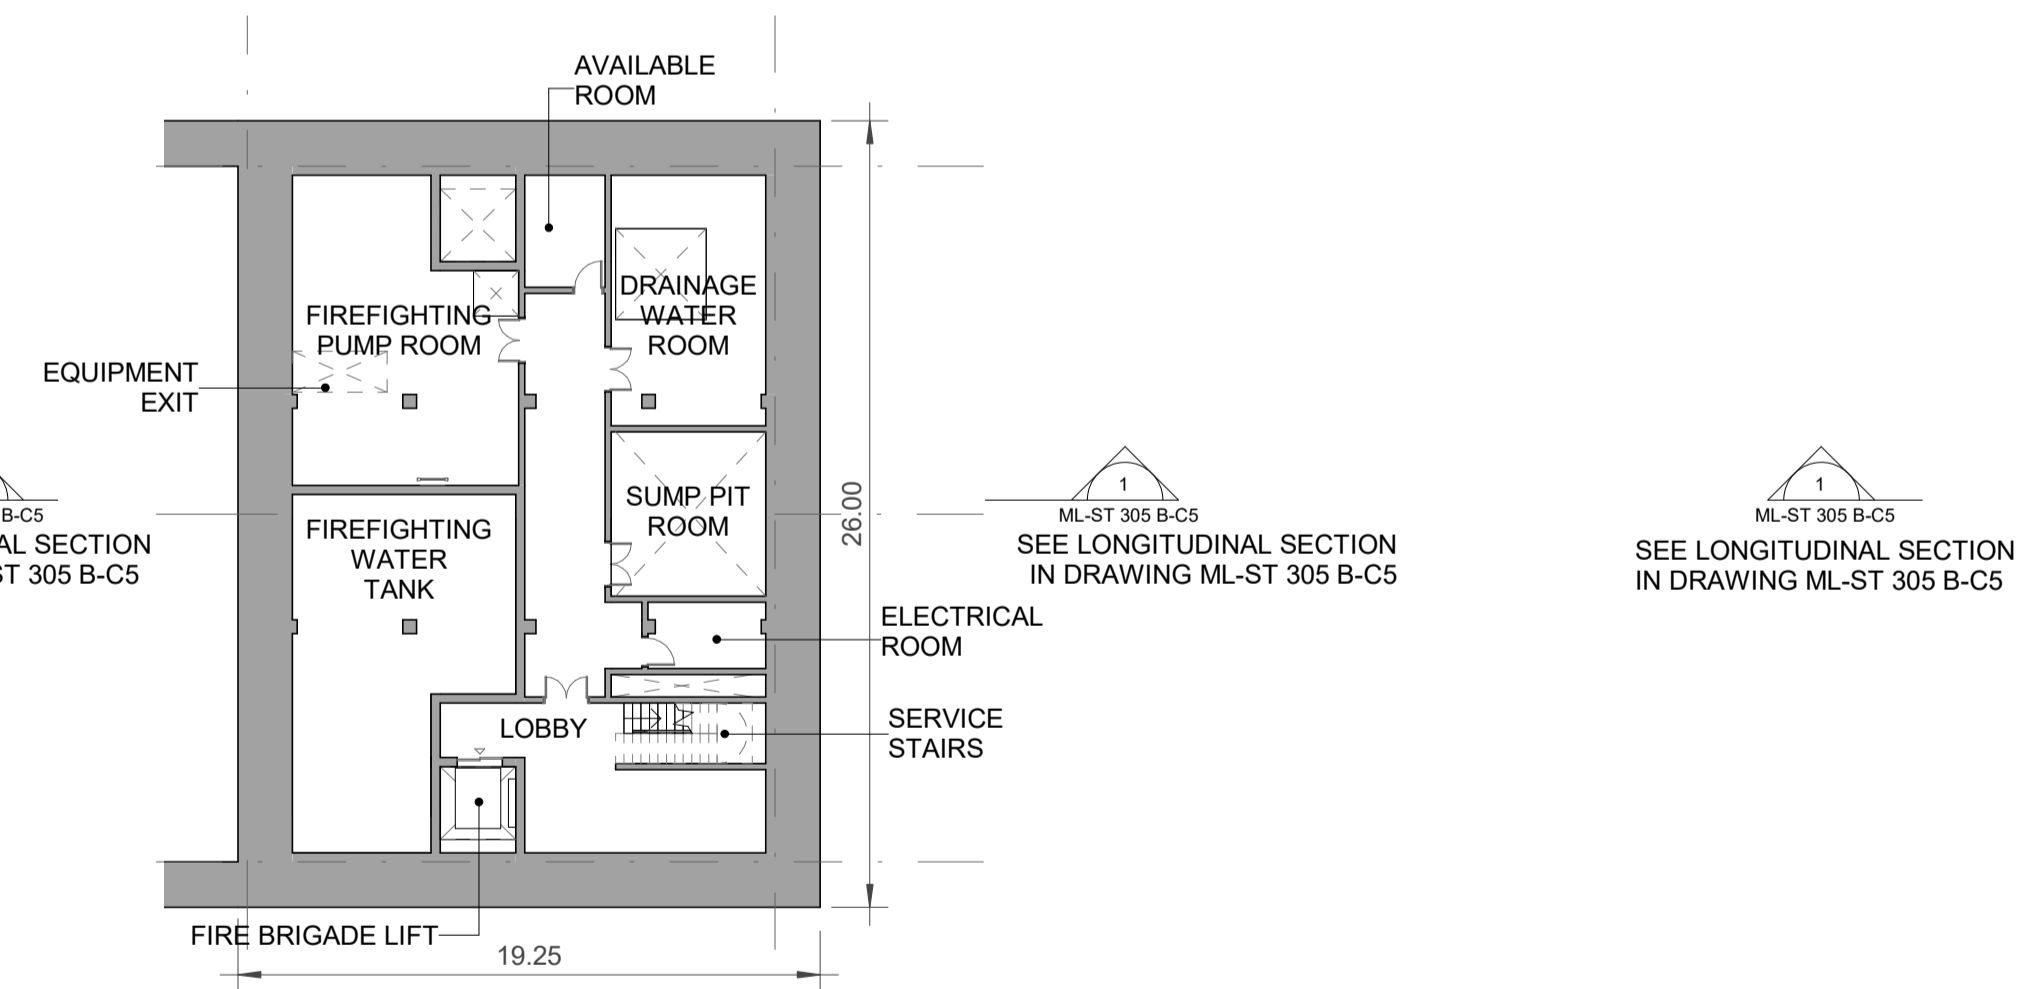 AVAILABLE
ROOM
FIREFIGHTING
PUMP ROOM
DRAINAGE
WATER
ROOM
EQUIPMENT
EXIT
26.00
SUMP PIT
ROOM
FIREFIGHTING
WATER
TANK
B-C5
AL SECTION
ST 305 B-C5
1
ML-ST 305 B-C5
SEE LONGITUDINAL SECTION
IN DRAWING ML-ST 305 B-C5
1
ML-ST 305 B-C5
SEE LONGITUDINAL SECTION
IN DRAWING ML-ST 305 B-C5
ELECTRICAL
ROOM
LOBBY
SERVICE
STAIRS
FIRE BRIGADE LIFT
19.25